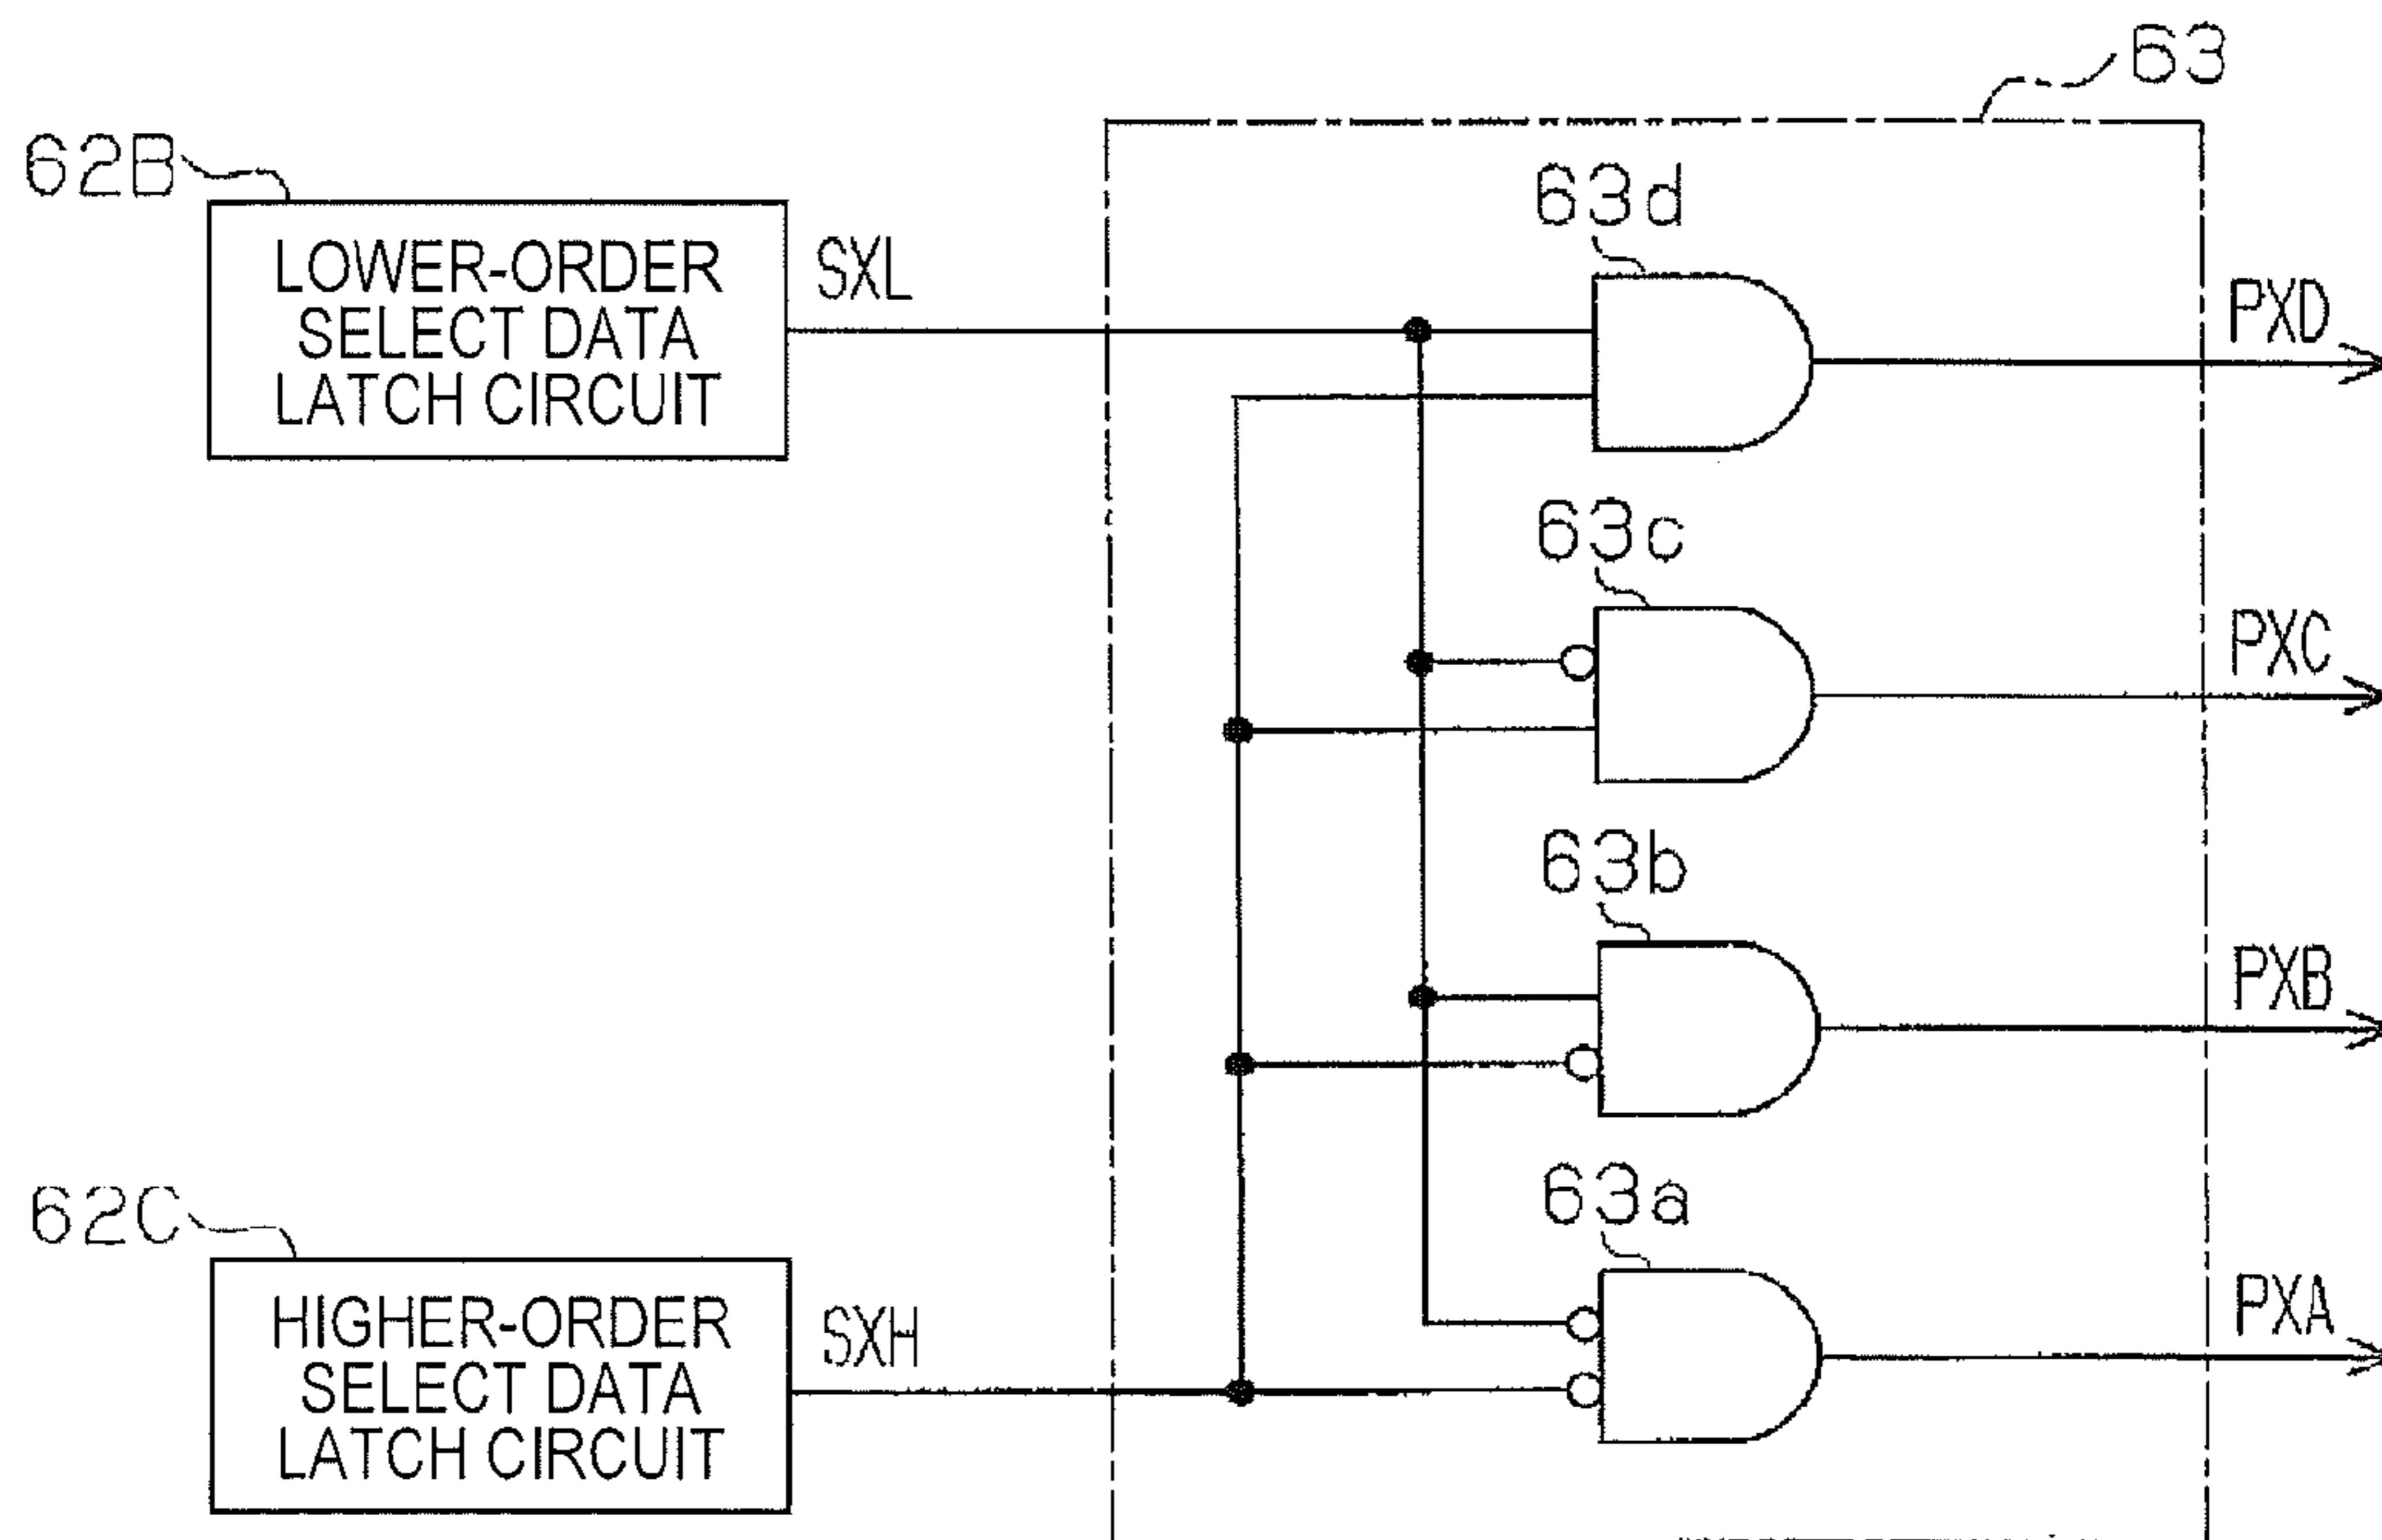 63
62B
LOWER-ORDER
SELECT DATA
LATCH CIRCUIT
SXL
63d
PXD
63c
PXC
63b
PXB
62C
HIGHER-ORDER
SELECT DATA
LATCH CIRCUIT
SXH
63a
PXA